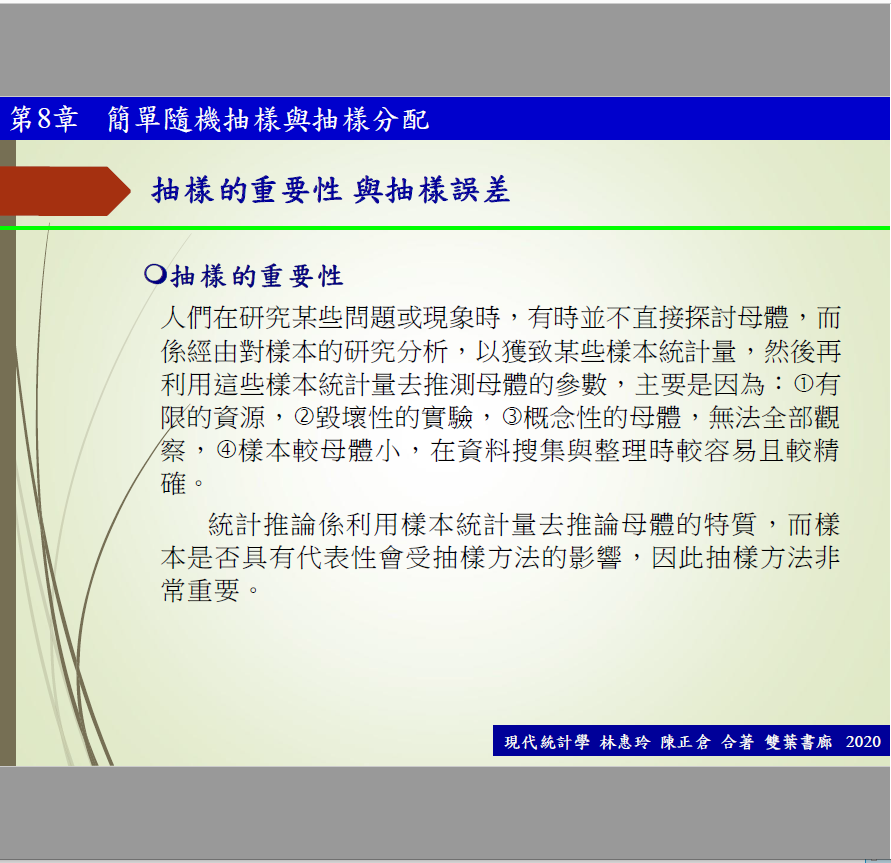 第8章 簡單隨機抽樣與抽樣分配
抽樣的重要性 與抽樣誤差
❍抽樣的重要性
人們在研究某些問題或現象時，有時並不直接探討母體，而
係經由對樣本的研究分析，以獲致某些樣本統計量，然後再
利用這些樣本統計量去推測母體的參數，主要是因為：①有
限的資源，②毀壞性的實驗，③概念性的母體，無法全部觀
察，④樣本較母體小，在資料搜集與整理時較容易且較精
確。
統計推論係利用樣本統計量去推論母體的特質，而樣
本是否具有代表性會受抽樣方法的影響，因此抽樣方法非
常重要。
現代統計學 林惠玲 陳正倉 合著 雙葉書廊 2020